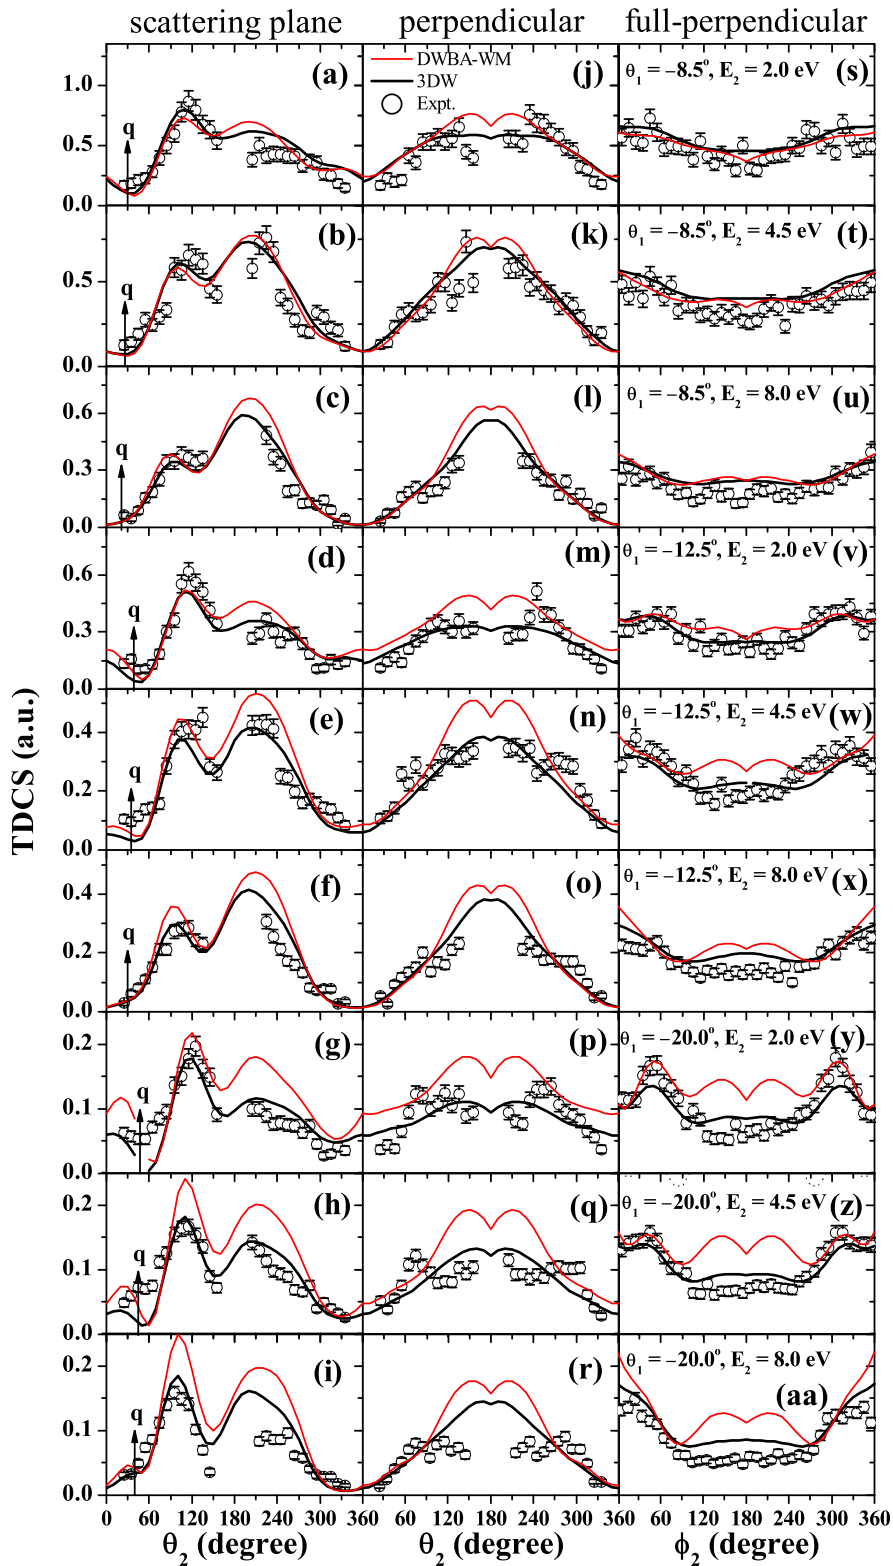 scattering plane perpendicular full-perpendicular
1.0 (a) q DWBA-WM 3DW Expt. (j) θ1 = −8.5°, E2 = 2.0 eV (s)
0.5
0.0
(b) q (k) θ1 = −8.5°, E2 = 4.5 eV (t)
0.5
0.0
(c) q (l) θ1 = −8.5°, E2 = 8.0 eV (u)
0.6
0.3
0.0
(d) q (m) θ1 = −12.5°, E2 = 2.0 eV (v)
0.6
0.3
0.0
TDCS (a.u.)
(e) q (n) θ1 = −12.5°, E2 = 4.5 eV (w)
0.4
0.2
0.0
(f) q (o) θ1 = −12.5°, E2 = 8.0 eV (x)
0.4
0.2
0.0
(g) q (p) θ1 = −20.0°, E2 = 2.0 eV (y)
0.2
0.1
0.0
(h) q (q) θ1 = −20.0°, E2 = 4.5 eV (z)
0.2
0.1
0.0
(i) q (r) θ1 = −20.0°, E2 = 8.0 eV (aa)
0.2
0.1
0.0
0 60 120 180 240 300 360 60 120 180 240 300 360 60 120 180 240 300 360
θ2 (degree) θ2 (degree) ϕ2 (degree)